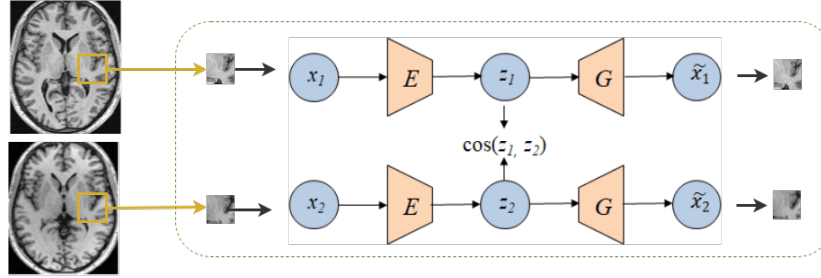 x₁ E z₁ G x̃₁
cos(z₁, z₂)
x₂ E z₂ G x̃₂